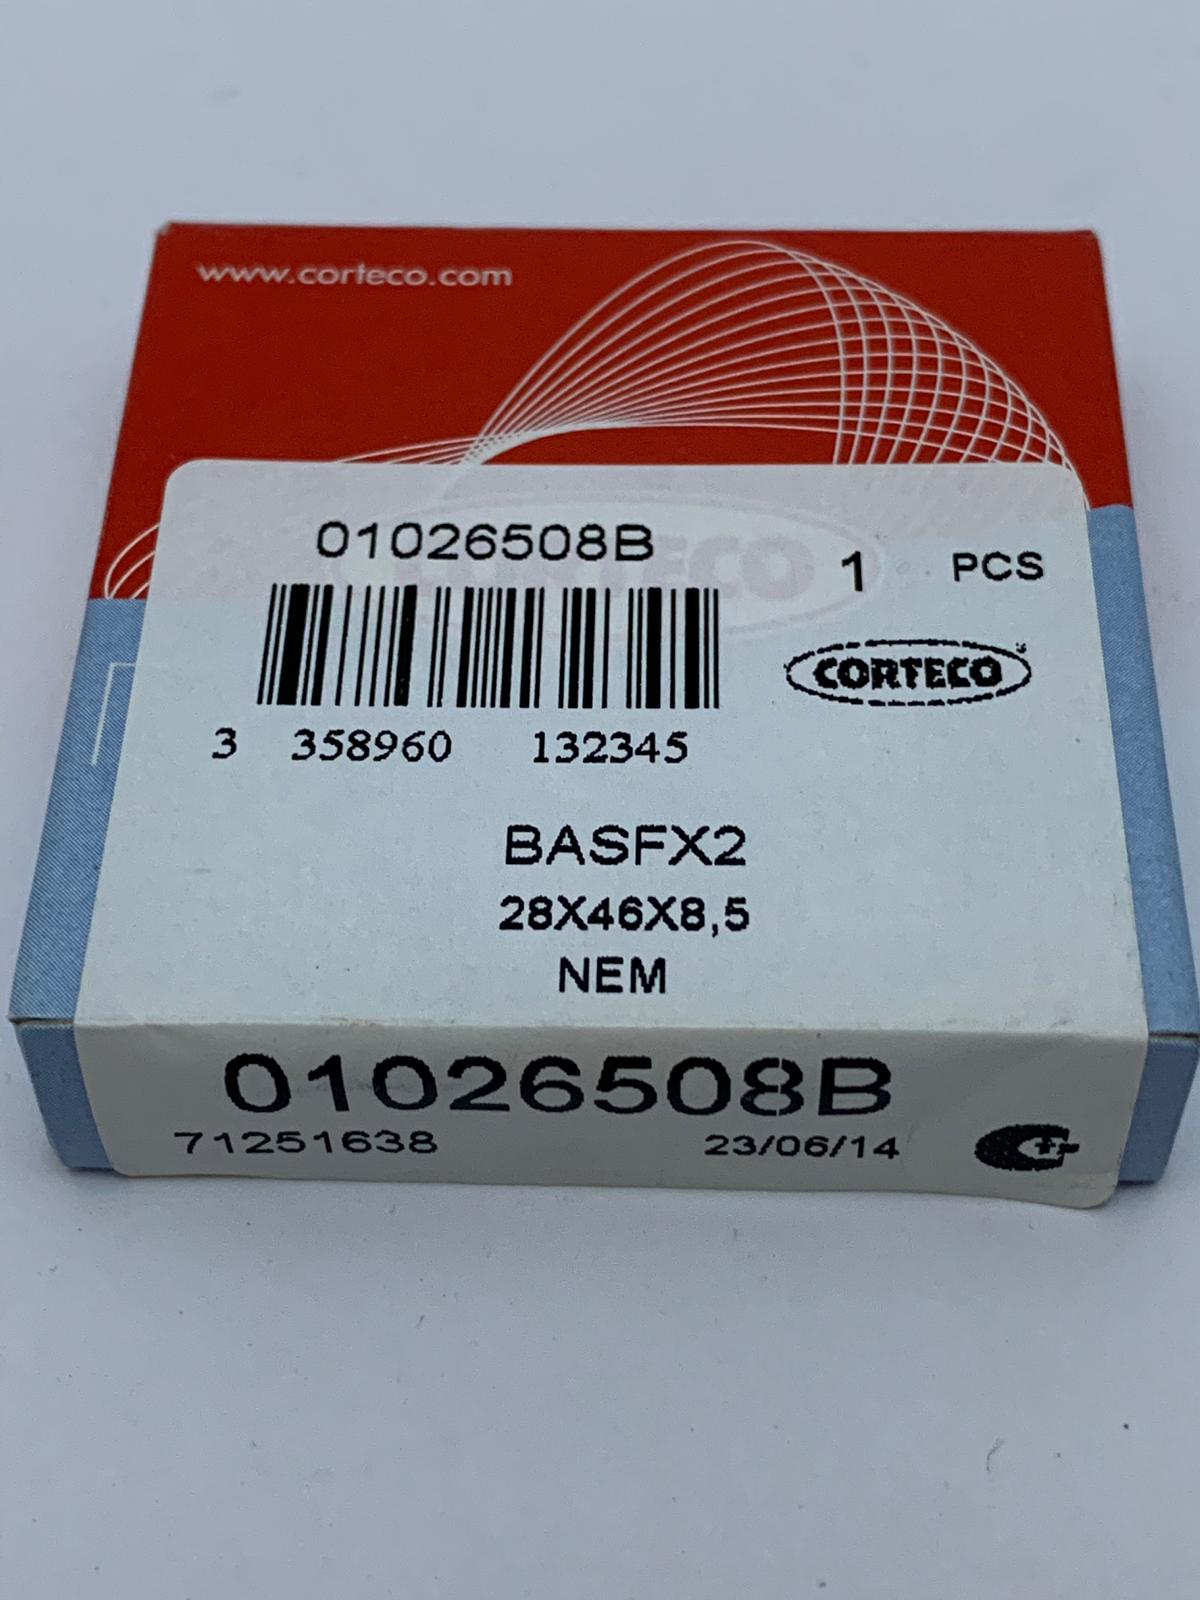 www.corteco.com
01026508B
1 PCS
CORTECO
3 358960 132345
BASFX2
28X46X8,5
NEM
01026508B
71251638 23/06/14